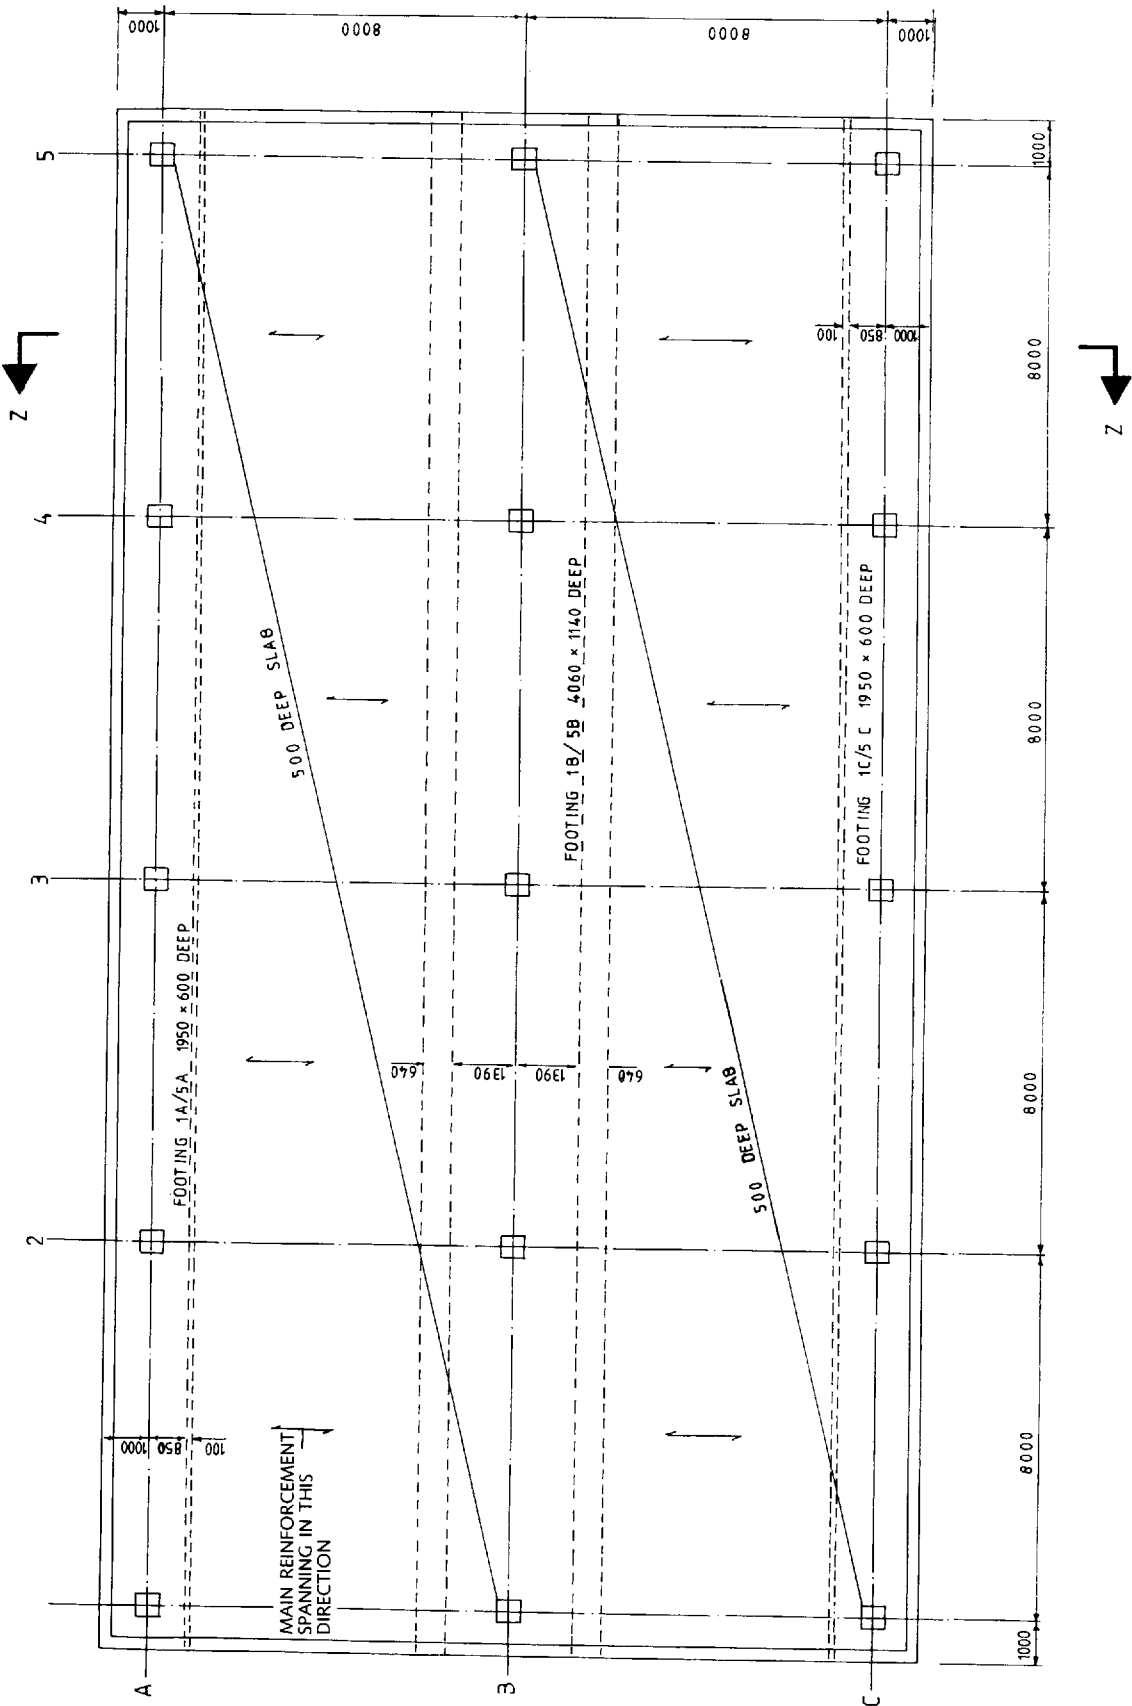 1000
8000
8000
1000
5
Z
1000
100
850
1000
8000
Z
4
500 DEEP SLAB
FOOTING 1B/5B 4060 × 1140 DEEP
FOOTING 1C/5C 1950 × 600 DEEP
8000
3
FOOTING 1A/5A 1950 × 600 DEEP
640
1390
1390
640
500 DEEP SLAB
8000
2
1000
850
100
MAIN REINFORCEMENT
SPANNING IN THIS
DIRECTION
8000
1000
A
B
C